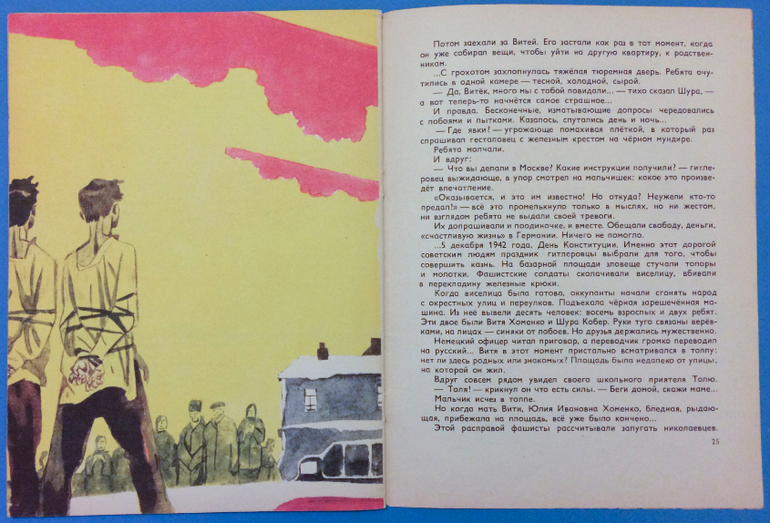 Потом заехали за Витей. Его застали как раз в тот момент, когда
он уже собирал вещи, чтобы уйти на другую квартиру, к родствен-
никам.
...С грохотом захлопнулась тяжёлая тюремная дверь. Ребята очу-
тились в одной камере — тесной, холодной, сырой.
— Да, Витёк, много мы с тобой повидали... — тихо сказал Шура, —
а вот теперь-то начнётся самое страшное...
И правда. Бесконечные, изматывающие допросы чередовались
с побоями и пытками. Казалось, спутались день и ночь...
— Где явки? — угрожающе помахивая плёткой, в который раз
спрашивал гестаповец с железным крестом на чёрном мундире.
Ребята молчали.
И вдруг:
— Что вы делали в Москве? Какие инструкции получили? — гитле-
ровец выжидающе, в упор смотрел на мальчишек: какое это произве-
дёт впечатление.
«Оказывается, и это им известно! Но откуда? Неужели кто-то
предал!» — всё это промелькнуло только в мыслях, но ни жестом,
ни взглядом ребята не выдали своей тревоги.
Их допрашивали и поодиночке, и вместе. Обещали свободу, деньги,
«счастливую жизнь» в Германии. Ничего не помогло.
...5 декабря 1942 года. День Конституции. Именно этот дорогой
советским людям праздник гитлеровцы выбрали для того, чтобы
совершить казнь. На базарной площади зловеще стучали топоры
и молотки. Фашистские солдаты сколачивали виселицу, вбивали
в перекладину железные крюки.
Когда виселица была готова, оккупанты начали сгонять народ
с окрестных улиц и переулков. Подъехала чёрная зарешечённая ма-
шина. Из неё вывели десять человек: восемь взрослых и двух ребят.
Эти двое были Витя Хоменко и Шура Кобер. Руки туго связаны верёв-
ками, на лицах — синяки от побоев. Но друзья держались мужественно.
Немецкий офицер читал приговор, а переводчик громко переводил
на русский... Витя в этот момент пристально всматривался в толпу:
нет ли здесь родных или знакомых? Площадь была недалеко от улицы,
на которой он жил.
Вдруг совсем рядом увидел своего школьного приятеля Толю.
— Толя! — крикнул он что есть силы. — Беги домой, скажи маме...
Мальчик исчез в толпе.
Но когда мать Вити, Юлия Ивановна Хоменко, бледная, рыдаю-
щая, прибежала на площадь, всё уже было кончено...
Этой расправой фашисты рассчитывали запугать николаевцев.
25